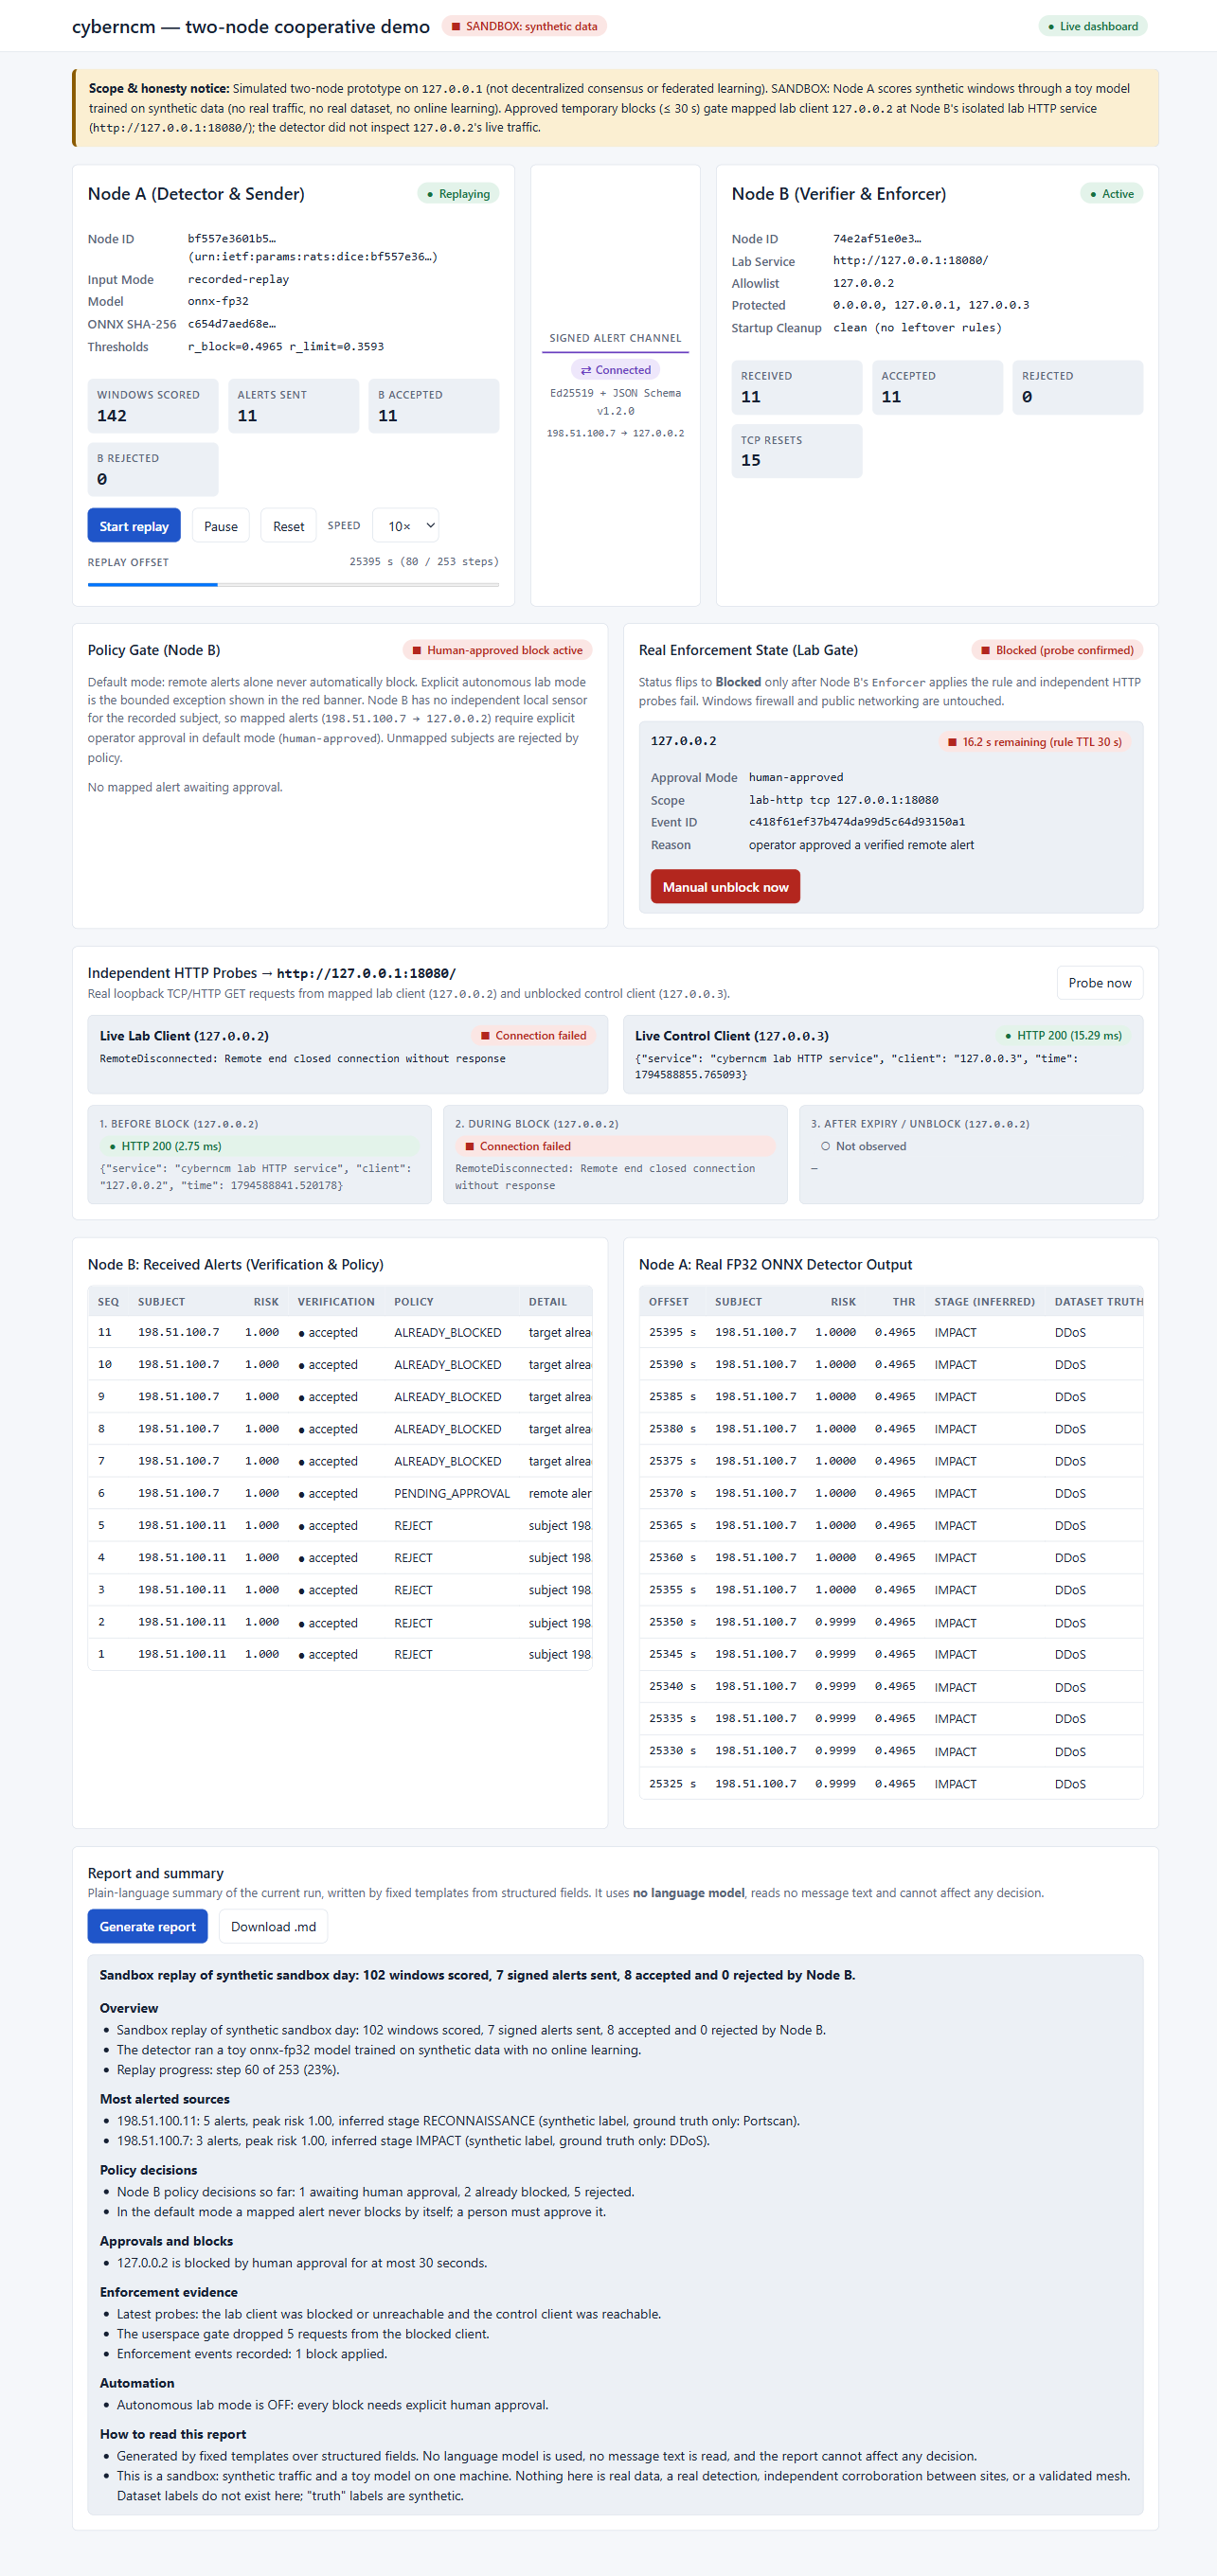 cyberncm — two-node cooperative demo
■ SANDBOX: synthetic data
● Live dashboard
Scope & honesty notice: Simulated two-node prototype on 127.0.0.1 (not decentralized consensus or federated learning). SANDBOX: Node A scores synthetic windows through a toy model
trained on synthetic data (no real traffic, no real dataset, no online learning). Approved temporary blocks (≤ 30 s) gate mapped lab client 127.0.0.2 at Node B's isolated lab HTTP service
(http://127.0.0.1:18080/); the detector did not inspect 127.0.0.2's live traffic.
Node A (Detector & Sender)
● Replaying
Node ID bf557e3601b5…
(urn:ietf:params:rats:dice:bf557e36…)
Input Mode recorded-replay
Model onnx-fp32
ONNX SHA-256 c654d7aed68e…
Thresholds r_block=0.4965 r_limit=0.3593
WINDOWS SCORED
142
ALERTS SENT
11
B ACCEPTED
11
B REJECTED
0
Start replay Pause Reset SPEED 10×
REPLAY OFFSET 25395 s (80 / 253 steps)
SIGNED ALERT CHANNEL
⇄ Connected
Ed25519 + JSON Schema
v1.2.0
198.51.100.7 → 127.0.0.2
Node B (Verifier & Enforcer)
● Active
Node ID 74e2af51e0e3…
Lab Service http://127.0.0.1:18080/
Allowlist 127.0.0.2
Protected 0.0.0.0, 127.0.0.1, 127.0.0.3
Startup Cleanup clean (no leftover rules)
RECEIVED
11
ACCEPTED
11
REJECTED
0
TCP RESETS
15
Policy Gate (Node B)
■ Human-approved block active
Default mode: remote alerts alone never automatically block. Explicit autonomous lab mode
is the bounded exception shown in the red banner. Node B has no independent local sensor
for the recorded subject, so mapped alerts (198.51.100.7 → 127.0.0.2) require explicit
operator approval in default mode (human-approved). Unmapped subjects are rejected by
policy.
No mapped alert awaiting approval.
Real Enforcement State (Lab Gate)
■ Blocked (probe confirmed)
Status flips to Blocked only after Node B's Enforcer applies the rule and independent HTTP
probes fail. Windows firewall and public networking are untouched.
127.0.0.2
■ 16.2 s remaining (rule TTL 30 s)
Approval Mode human-approved
Scope lab-http tcp 127.0.0.1:18080
Event ID c418f61ef37b474da99d5c64d93150a1
Reason operator approved a verified remote alert
Manual unblock now
Independent HTTP Probes → http://127.0.0.1:18080/
Real loopback TCP/HTTP GET requests from mapped lab client (127.0.0.2) and unblocked control client (127.0.0.3).
Probe now
Live Lab Client (127.0.0.2)
■ Connection failed
RemoteDisconnected: Remote end closed connection without response
Live Control Client (127.0.0.3)
● HTTP 200 (15.29 ms)
{"service": "cyberncm lab HTTP service", "client": "127.0.0.3", "time":
1794588855.765093}
1. BEFORE BLOCK (127.0.0.2)
● HTTP 200 (2.75 ms)
{"service": "cyberncm lab HTTP service", "client":
"127.0.0.2", "time": 1794588841.520178}
2. DURING BLOCK (127.0.0.2)
■ Connection failed
RemoteDisconnected: Remote end closed connection
without response
3. AFTER EXPIRY / UNBLOCK (127.0.0.2)
○ Not observed
—
Node B: Received Alerts (Verification & Policy)
SEQ SUBJECT RISK VERIFICATION POLICY DETAIL
11 198.51.100.7 1.000 ● accepted ALREADY_BLOCKED target alrea
10 198.51.100.7 1.000 ● accepted ALREADY_BLOCKED target alrea
9 198.51.100.7 1.000 ● accepted ALREADY_BLOCKED target alrea
8 198.51.100.7 1.000 ● accepted ALREADY_BLOCKED target alrea
7 198.51.100.7 1.000 ● accepted ALREADY_BLOCKED target alrea
6 198.51.100.7 1.000 ● accepted PENDING_APPROVAL remote aler
5 198.51.100.11 1.000 ● accepted REJECT subject 198.
4 198.51.100.11 1.000 ● accepted REJECT subject 198.
3 198.51.100.11 1.000 ● accepted REJECT subject 198.
2 198.51.100.11 1.000 ● accepted REJECT subject 198.
1 198.51.100.11 1.000 ● accepted REJECT subject 198.
Node A: Real FP32 ONNX Detector Output
OFFSET SUBJECT RISK THR STAGE (INFERRED) DATASET TRUTH
25395 s 198.51.100.7 1.0000 0.4965 IMPACT DDoS
25390 s 198.51.100.7 1.0000 0.4965 IMPACT DDoS
25385 s 198.51.100.7 1.0000 0.4965 IMPACT DDoS
25380 s 198.51.100.7 1.0000 0.4965 IMPACT DDoS
25375 s 198.51.100.7 1.0000 0.4965 IMPACT DDoS
25370 s 198.51.100.7 1.0000 0.4965 IMPACT DDoS
25365 s 198.51.100.7 1.0000 0.4965 IMPACT DDoS
25360 s 198.51.100.7 1.0000 0.4965 IMPACT DDoS
25355 s 198.51.100.7 1.0000 0.4965 IMPACT DDoS
25350 s 198.51.100.7 0.9999 0.4965 IMPACT DDoS
25345 s 198.51.100.7 0.9999 0.4965 IMPACT DDoS
25340 s 198.51.100.7 0.9999 0.4965 IMPACT DDoS
25335 s 198.51.100.7 0.9999 0.4965 IMPACT DDoS
25330 s 198.51.100.7 0.9999 0.4965 IMPACT DDoS
25325 s 198.51.100.7 0.9999 0.4965 IMPACT DDoS
Report and summary
Plain-language summary of the current run, written by fixed templates from structured fields. It uses no language model, reads no message text and cannot affect any decision.
Generate report Download .md
Sandbox replay of synthetic sandbox day: 102 windows scored, 7 signed alerts sent, 8 accepted and 0 rejected by Node B.
Overview
• Sandbox replay of synthetic sandbox day: 102 windows scored, 7 signed alerts sent, 8 accepted and 0 rejected by Node B.
• The detector ran a toy onnx-fp32 model trained on synthetic data with no online learning.
• Replay progress: step 60 of 253 (23%).
Most alerted sources
• 198.51.100.11: 5 alerts, peak risk 1.00, inferred stage RECONNAISSANCE (synthetic label, ground truth only: Portscan).
• 198.51.100.7: 3 alerts, peak risk 1.00, inferred stage IMPACT (synthetic label, ground truth only: DDoS).
Policy decisions
• Node B policy decisions so far: 1 awaiting human approval, 2 already blocked, 5 rejected.
• In the default mode a mapped alert never blocks by itself; a person must approve it.
Approvals and blocks
• 127.0.0.2 is blocked by human approval for at most 30 seconds.
Enforcement evidence
• Latest probes: the lab client was blocked or unreachable and the control client was reachable.
• The userspace gate dropped 5 requests from the blocked client.
• Enforcement events recorded: 1 block applied.
Automation
• Autonomous lab mode is OFF: every block needs explicit human approval.
How to read this report
• Generated by fixed templates over structured fields. No language model is used, no message text is read, and the report cannot affect any decision.
• This is a sandbox: synthetic traffic and a toy model on one machine. Nothing here is real data, a real detection, independent corroboration between sites, or a validated mesh.
Dataset labels do not exist here; "truth" labels are synthetic.